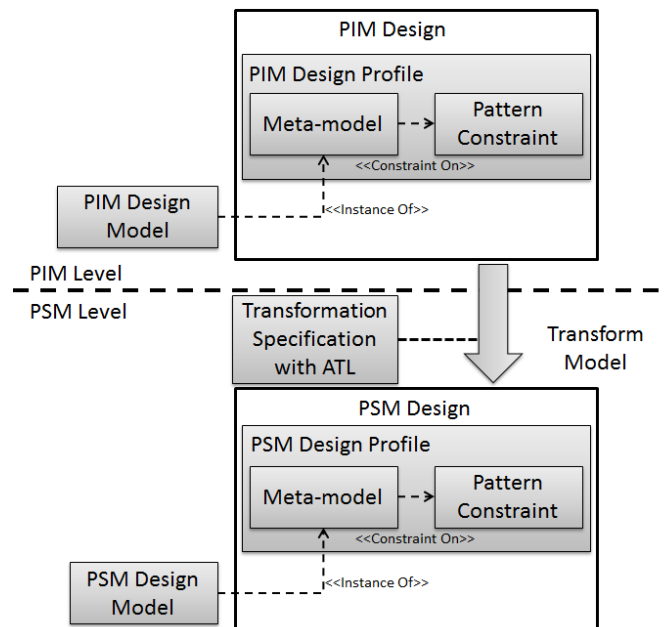 PIM Design
PIM Design Profile
Meta-model
Pattern
Constraint
<<Constraint On>>
PIM Design
Model
<<Instance Of>>
PIM Level
PSM Level
Transformation
Specification
with ATL
Transform
Model
PSM Design
PSM Design Profile
Meta-model
Pattern
Constraint
<<Constraint On>>
PSM Design
Model
<<Instance Of>>